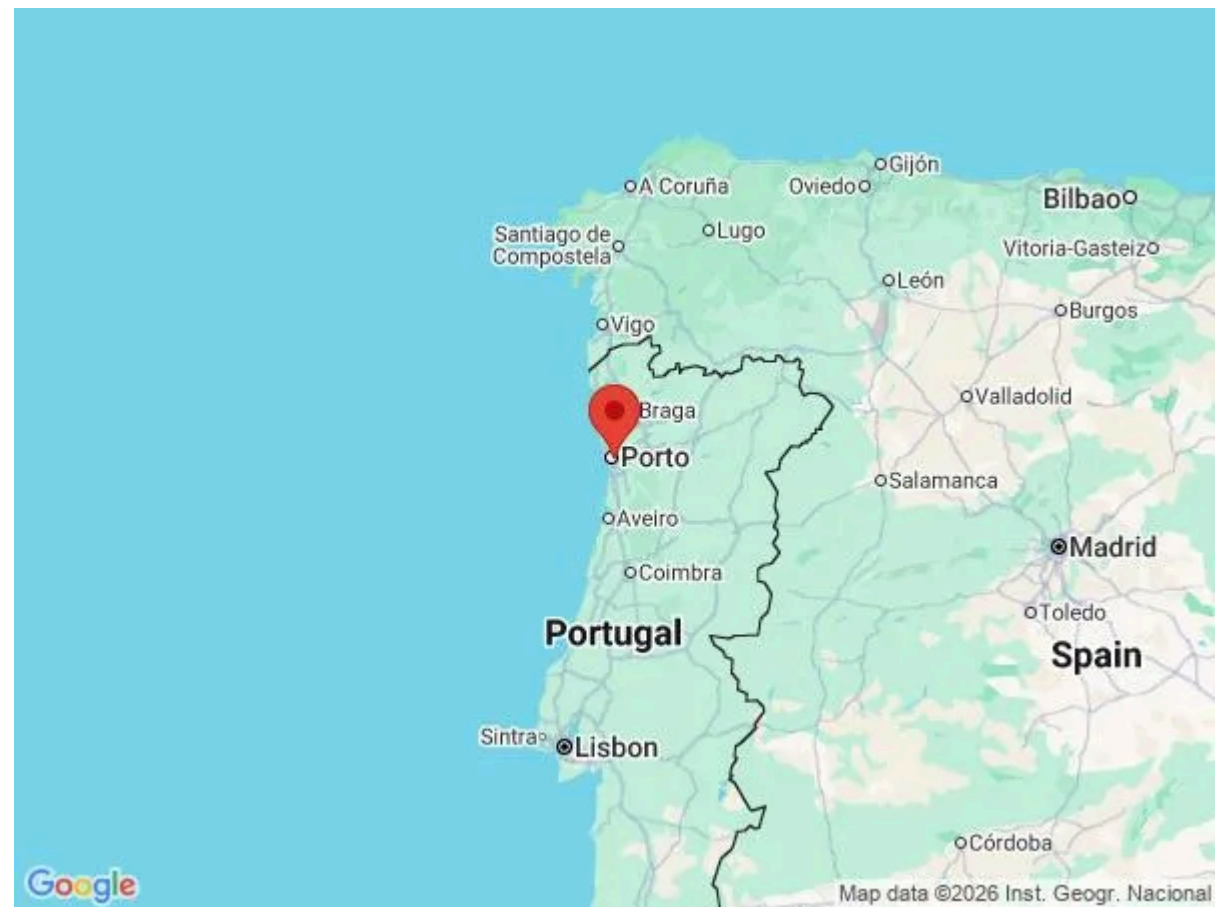 Gijón
A Coruña
Oviedo
Bilbao
Santiago de
Compostela
Lugo
Vitoria-Gasteiz
León
Burgos
Vigo
Valladolid
Braga
Porto
Salamanca
Aveiro
Madrid
Coimbra
Toledo
Portugal
Spain
Sintra
Lisbon
Córdoba
Google
Map data ©2026 Inst. Geogr. Nacional